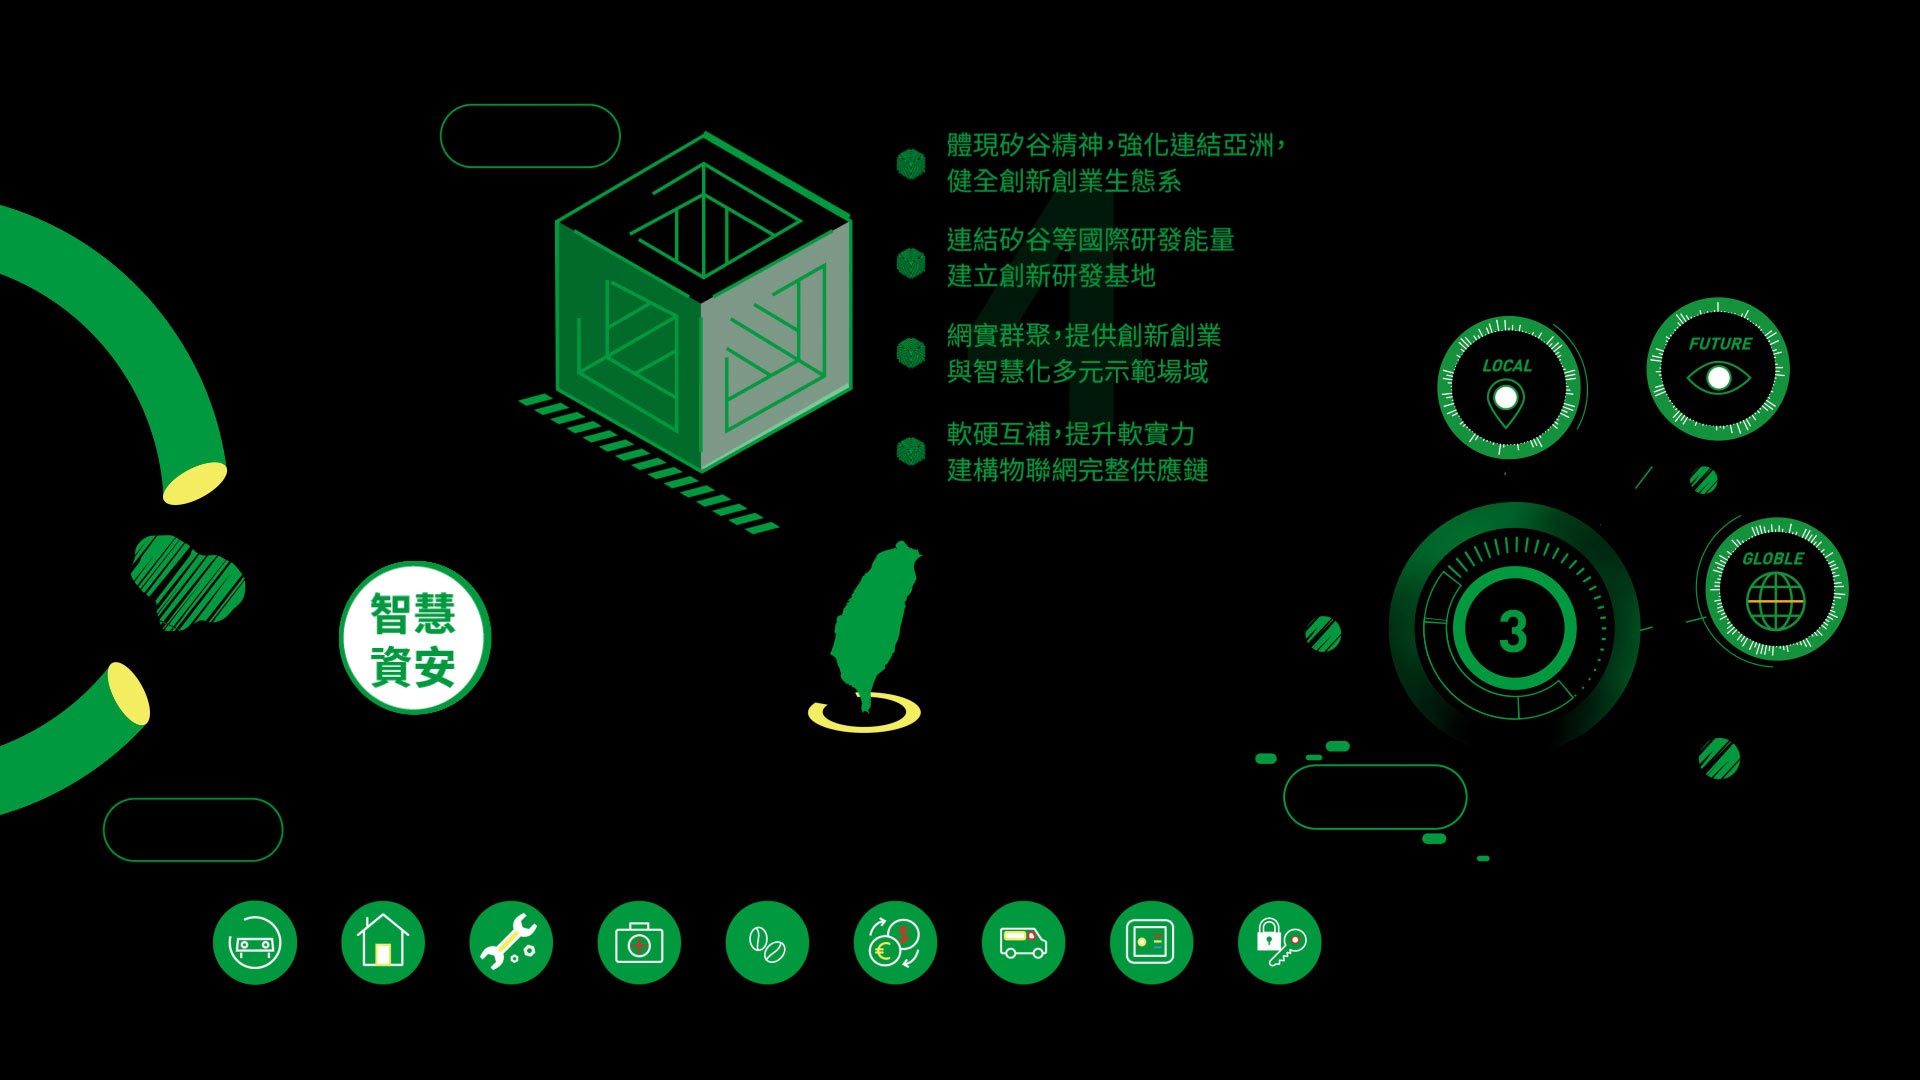 體現矽谷精神，強化連結亞洲，
健全創新創業生態系
連結矽谷等國際研發能量
建立創新研發基地
網實群聚，提供創新創業
與智慧化多元示範場域
軟硬互補，提升軟實力
建構物聯網完整供應鏈
4
LOCAL
FUTURE
GLOBLE
3
智慧
資安
$
€